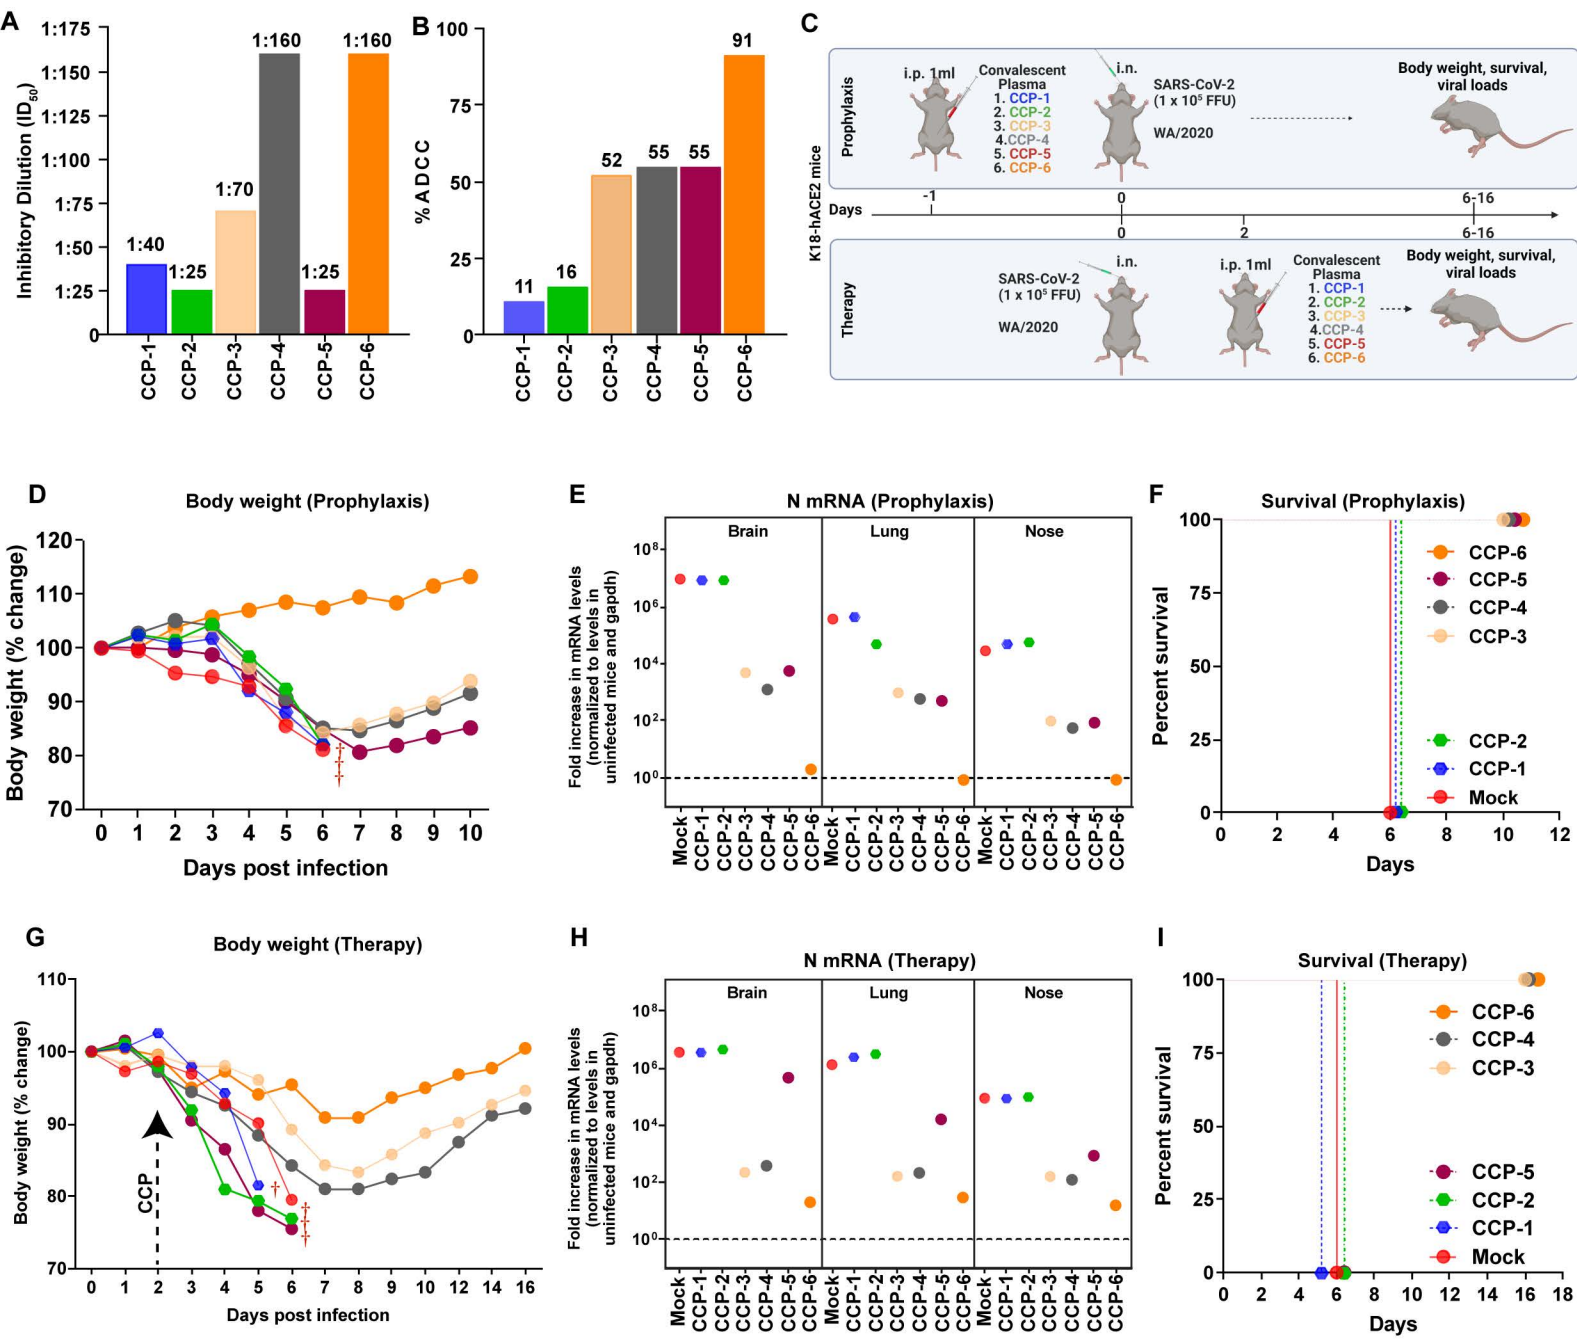 A
Inhibitory Dilution (ID50)
1:175
1:150
1:125
1:100
1:75
1:50
1:25
0
1:40
1:25
1:70
1:160
1:25
1:160
CCP-1
CCP-2
CCP-3
CCP-4
CCP-5
CCP-6
B
% ADCC
100
75
50
25
0
11
16
52
55
55
91
CCP-1
CCP-2
CCP-3
CCP-4
CCP-5
CCP-6
C
K18-hACE2 mice
Prophylaxis
i.p. 1ml
Convalescent
Plasma
1. CCP-1
2. CCP-2
3. CCP-3
4.CCP-4
5. CCP-5
6. CCP-6
i.n.
SARS-CoV-2
(1 x 10⁵ FFU)
WA/2020
Body weight, survival,
viral loads
Days
-1
0
6-16
0
2
6-16
Therapy
SARS-CoV-2
(1 x 10⁵ FFU)
WA/2020
i.n.
i.p. 1ml
Convalescent
Plasma
1. CCP-1
2. CCP-2
3. CCP-3
4.CCP-4
5. CCP-5
6. CCP-6
Body weight, survival,
viral loads
D
Body weight (Prophylaxis)
Body weight (% change)
120
110
100
90
80
70
†
‡
‡
0 1 2 3 4 5 6 7 8 9 10
Days post infection
E
N mRNA (Prophylaxis)
Fold increase in mRNA levels
(normalized to levels in
uninfected mice and gapdh)
Brain
Lung
Nose
10⁸
10⁶
10⁴
10²
10⁰
Mock
CCP-1
CCP-2
CCP-3
CCP-4
CCP-5
CCP-6
Mock
CCP-1
CCP-2
CCP-3
CCP-4
CCP-5
CCP-6
Mock
CCP-1
CCP-2
CCP-3
CCP-4
CCP-5
CCP-6
F
Survival (Prophylaxis)
Percent survival
100
75
50
25
0
CCP-6
CCP-5
CCP-4
CCP-3
CCP-2
CCP-1
Mock
0 2 4 6 8 10 12
Days
G
Body weight (Therapy)
Body weight (% change)
110
100
90
80
70
CCP
†
†
‡
‡
0 1 2 3 4 5 6 7 8 9 10 12 14 16
Days post infection
H
N mRNA (Therapy)
Fold increase in mRNA levels
(normalized to levels in
uninfected mice and gapdh)
Brain
Lung
Nose
10⁸
10⁶
10⁴
10²
10⁰
Mock
CCP-1
CCP-2
CCP-3
CCP-4
CCP-5
CCP-6
Mock
CCP-1
CCP-2
CCP-3
CCP-4
CCP-5
CCP-6
Mock
CCP-1
CCP-2
CCP-3
CCP-4
CCP-5
CCP-6
I
Survival (Therapy)
Percent survival
100
75
50
25
0
CCP-6
CCP-4
CCP-3
CCP-5
CCP-2
CCP-1
Mock
0 2 4 6 8 10 12 14 16 18
Days